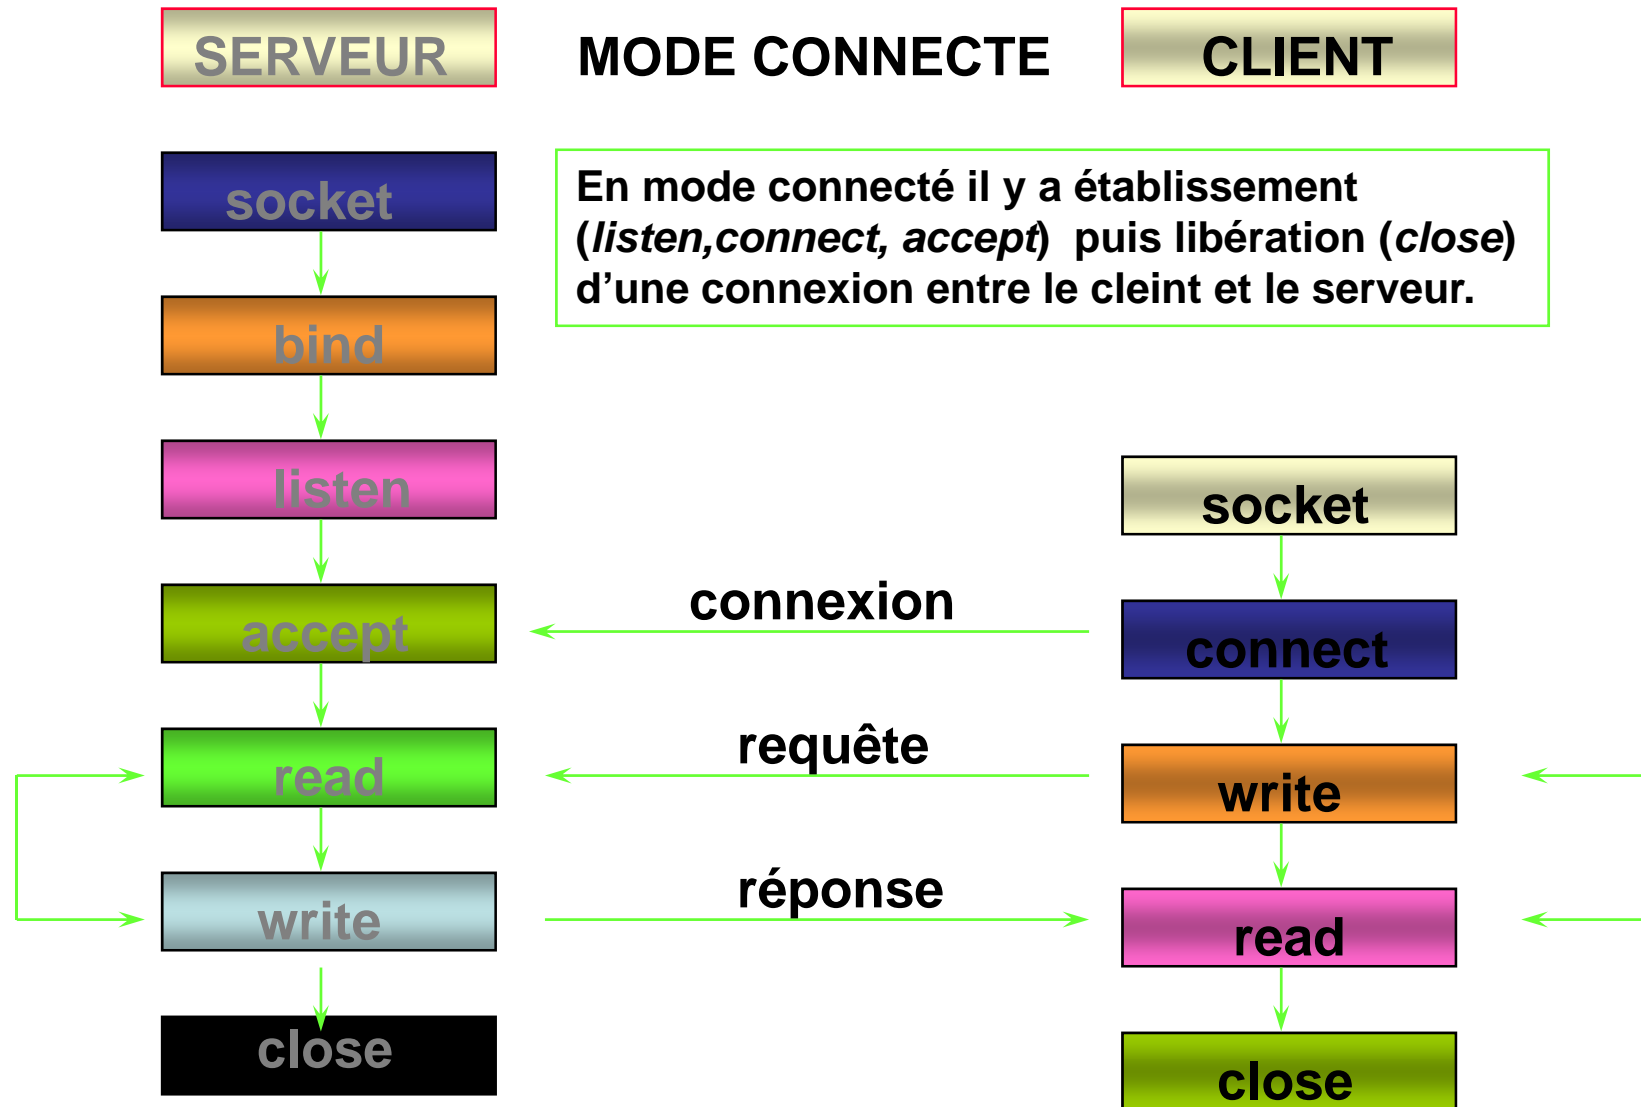 SERVEUR
MODE CONNECTE
CLIENT
socket
En mode connecté il y a établissement
(listen,connect, accept) puis libération (close)
d’une connexion entre le cleint et le serveur.
bind
listen
socket
accept
connexion
connect
read
requête
write
write
réponse
read
close
close